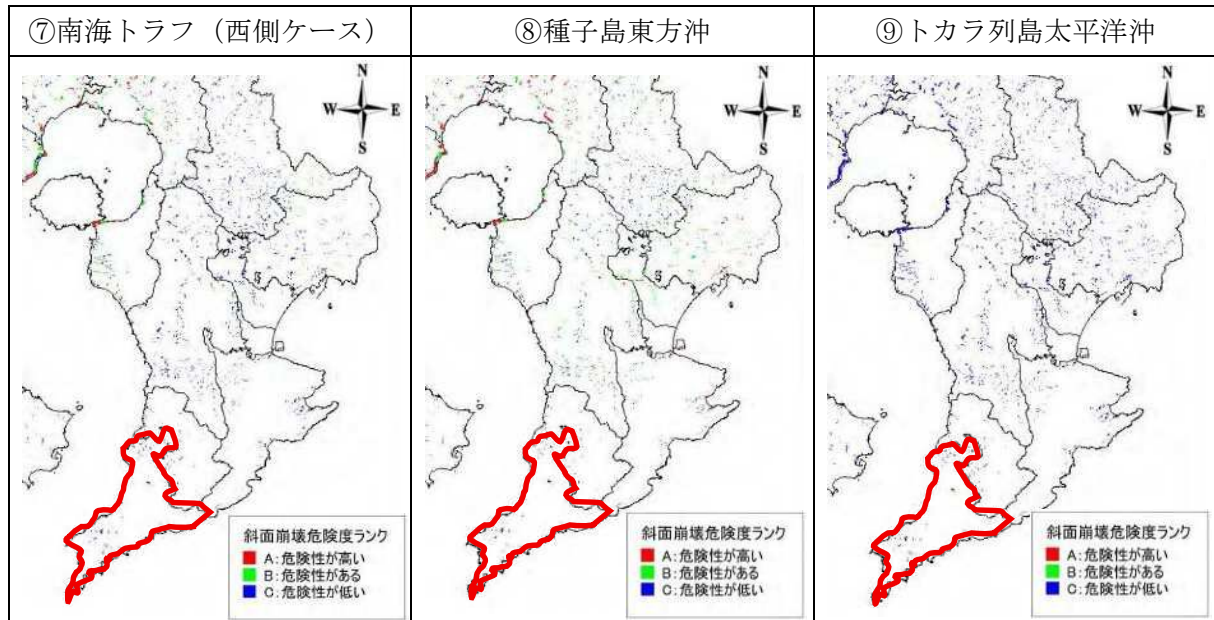 ⑦南海トラフ（西側ケース）
⑧種子島東方沖
⑨トカラ列島太平洋沖
N
W E
S
斜面崩壊危険度ランク
A:危険性が高い
B:危険性がある
C:危険性が低い
N
W E
S
斜面崩壊危険度ランク
A:危険性が高い
B:危険性がある
C:危険性が低い
N
W E
S
斜面崩壊危険度ランク
A:危険性が高い
B:危険性がある
C:危険性が低い